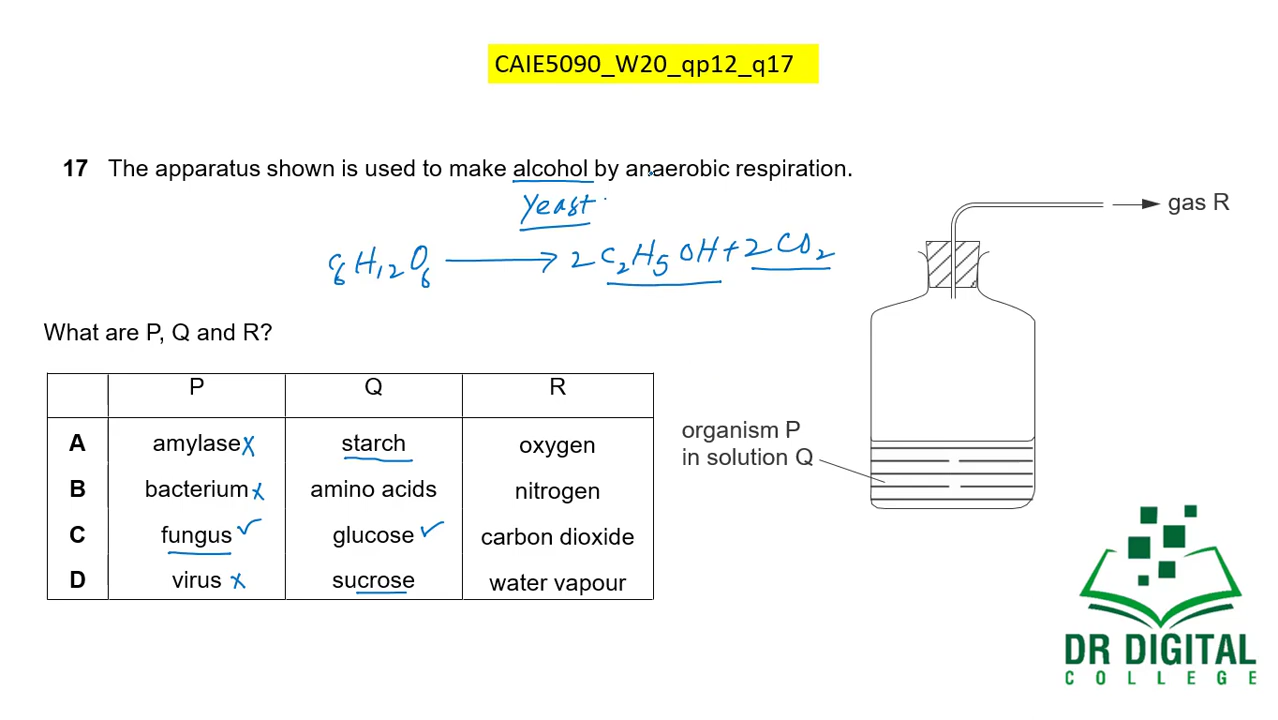 CAIE5090_W20_qp12_q17
17 The apparatus shown is used to make alcohol by anaerobic respiration.
gas R
Yeast
C₆H₁₂O₆ ⟶ 2C₂H₅OH + 2CO₂
What are P, Q and R?
P Q R
A amylase x starch oxygen
B bacterium x amino acids nitrogen
C fungus ✓ glucose ✓ carbon dioxide
D virus x sucrose water vapour
organism P
in solution Q
DR DIGITAL
COLLEGE